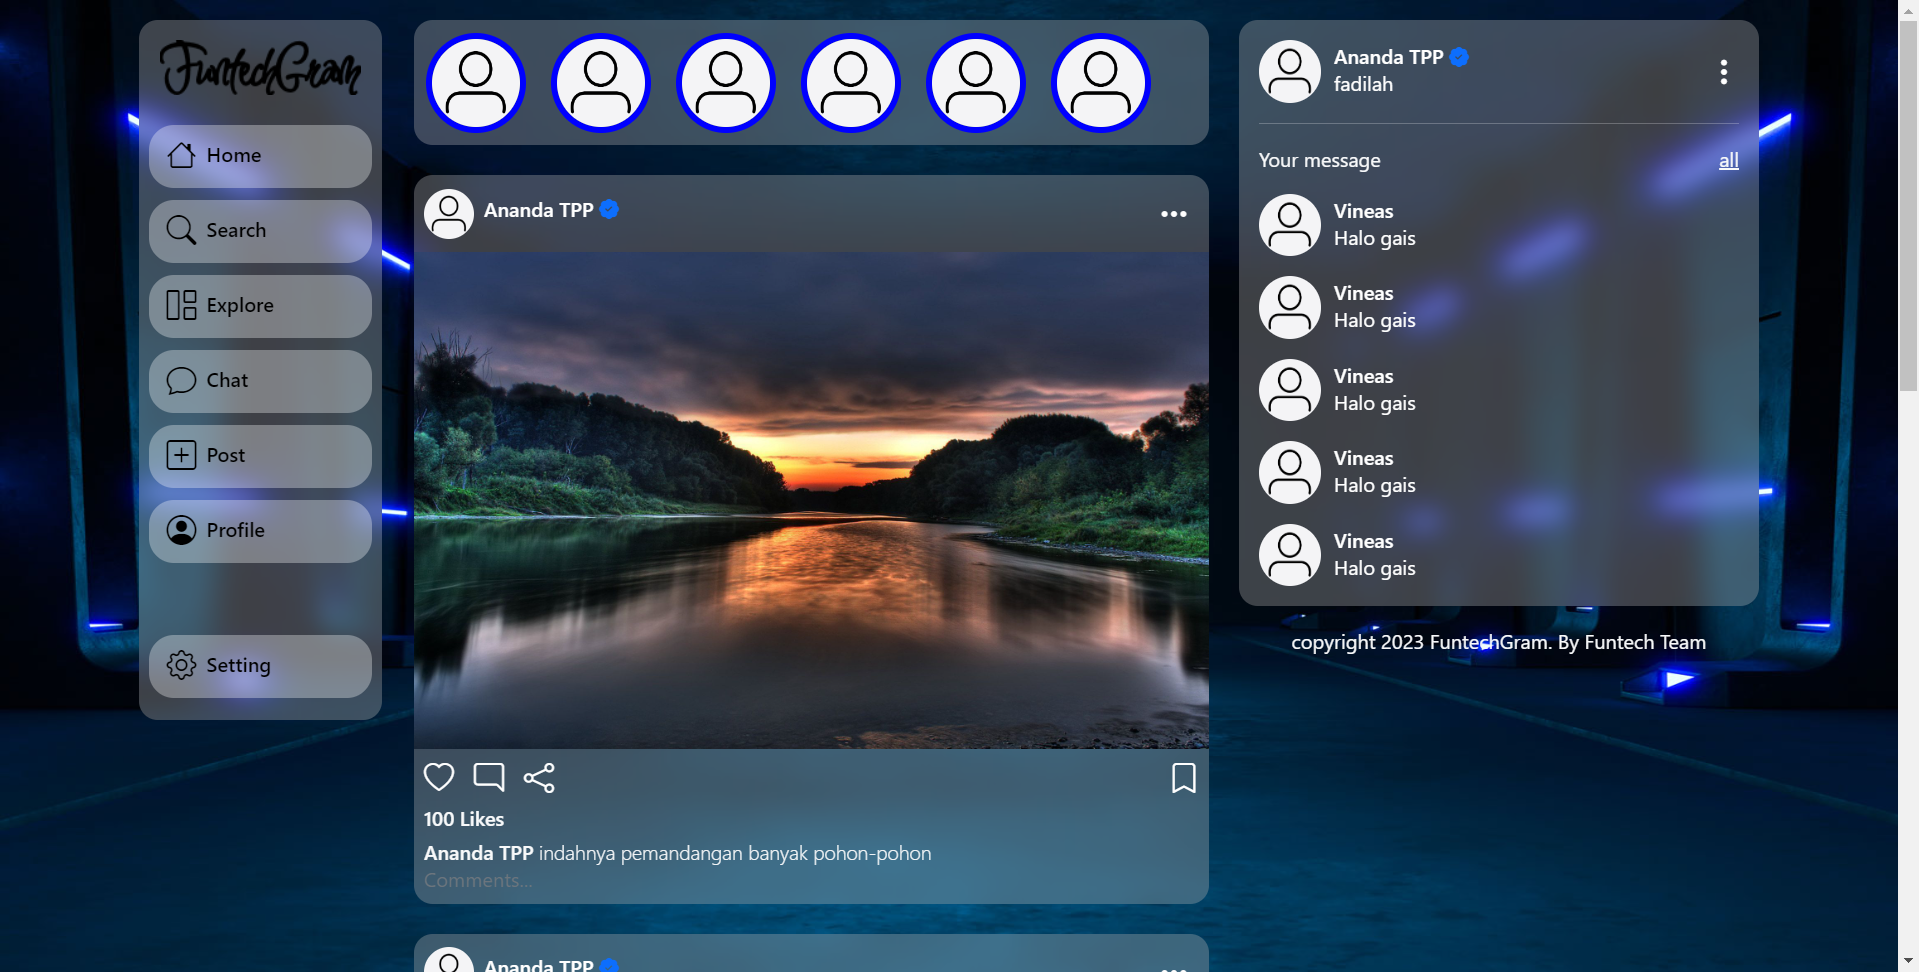 FuntechGram
Home
Search
Explore
Chat
Post
Profile
Setting
Ananda TPP
100 Likes
Ananda TPP indahnya pemandangan banyak pohon-pohon
Comments...
Ananda TPP
Ananda TPP
fadilah
Your message all
Vineas
Halo gais
Vineas
Halo gais
Vineas
Halo gais
Vineas
Halo gais
Vineas
Halo gais
copyright 2023 FuntechGram. By Funtech Team